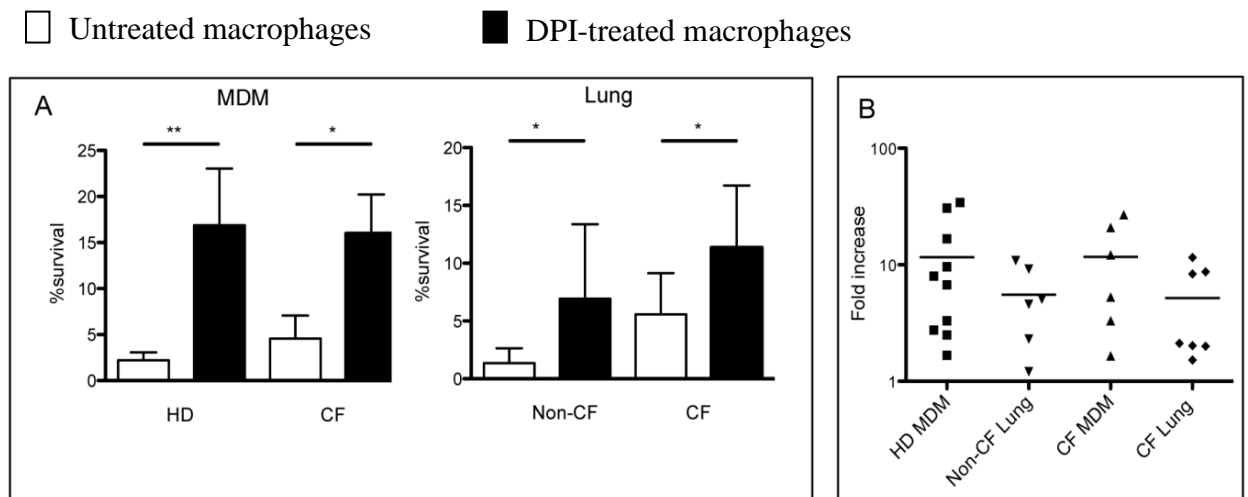 Untreated macrophages DPI-treated macrophages
A
MDM
** *
25
20
15
10
5
0
%survival
HD CF
Lung
* *
20
15
10
5
0
%survival
Non-CF CF
B
100
10
1
Fold increase
HD MDM
Non-CF Lung
CF MDM
CF Lung